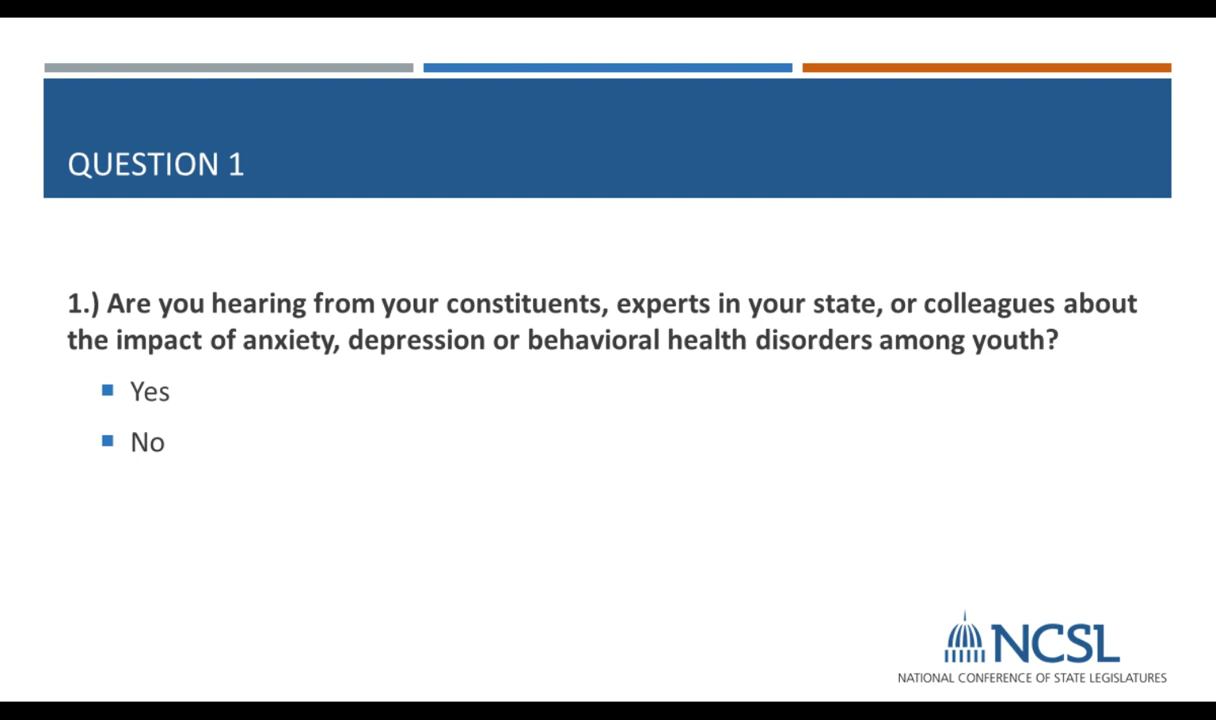 QUESTION 1
1.) Are you hearing from your constituents, experts in your state, or colleagues about
the impact of anxiety, depression or behavioral health disorders among youth?
Yes
No
NCSL
NATIONAL CONFERENCE OF STATE LEGISLATURES